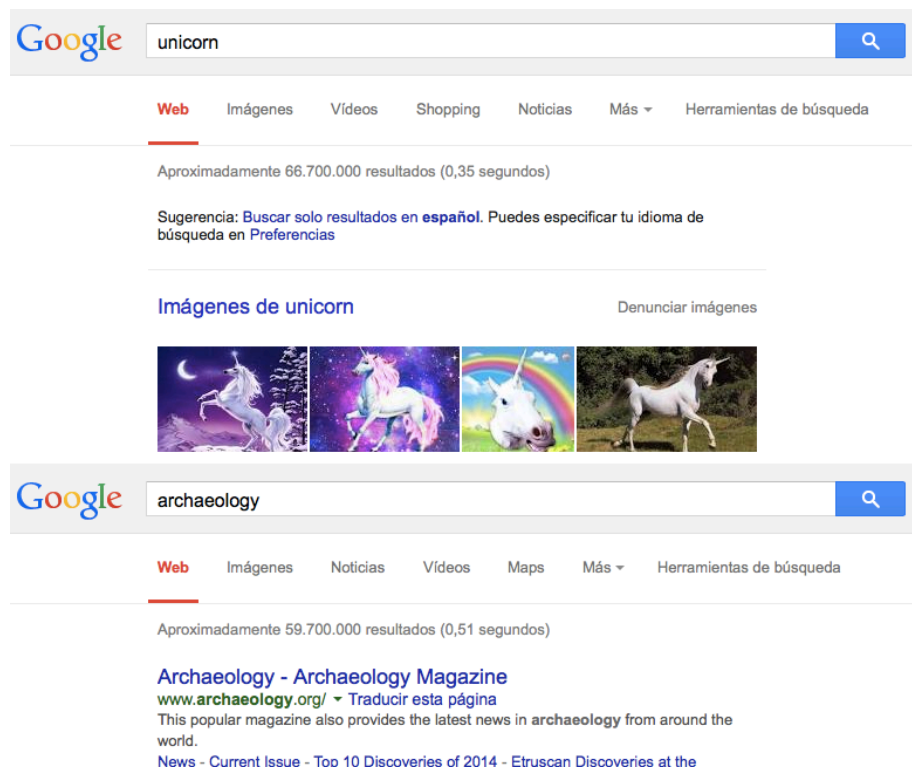 Google unicorn
Web Imágenes Vídeos Shopping Noticias Más Herramientas de búsqueda
Aproximadamente 66.700.000 resultados (0,35 segundos)
Sugerencia: Buscar solo resultados en español. Puedes especificar tu idioma de
búsqueda en Preferencias
Imágenes de unicorn Denunciar imágenes
Google archaeology
Web Imágenes Noticias Vídeos Maps Más Herramientas de búsqueda
Aproximadamente 59.700.000 resultados (0,51 segundos)
Archaeology - Archaeology Magazine
www.archaeology.org/ Traducir esta página
This popular magazine also provides the latest news in archaeology from around the
world.
News - Current Issue - Top 10 Discoveries of 2014 - Etruscan Discoveries at the